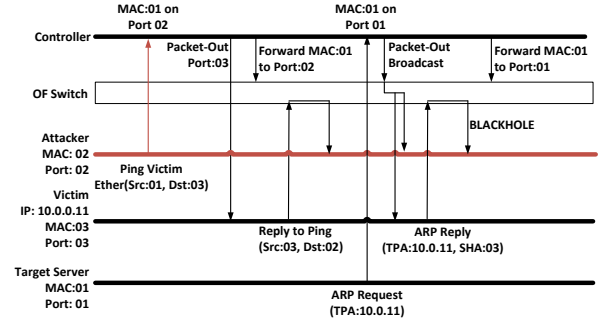 MAC:01 on
Port 02
MAC:01 on
Port 01
Controller
Packet-Out
Port:03
Forward MAC:01
to Port:02
Packet-Out
Broadcast
Forward MAC:01
to Port:01
OF Switch
BLACKHOLE
Attacker
MAC: 02
Port: 02
Ping Victim
Ether(Src:01, Dst:03)
Victim
IP: 10.0.0.11
MAC:03
Port: 03
Reply to Ping
(Src:03, Dst:02)
ARP Reply
(TPA:10.0.11, SHA:03)
Target Server
MAC:01
Port: 01
ARP Request
(TPA:10.0.11)